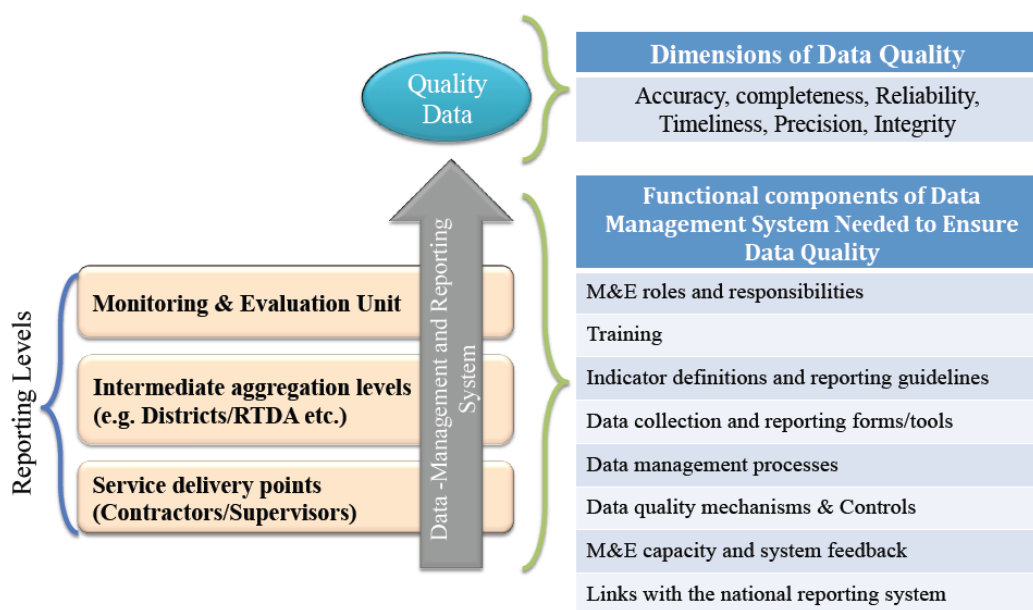 Quality
Data
Dimensions of Data Quality
Accuracy, completeness, Reliability,
Timeliness, Precision, Integrity
Reporting Levels
Monitoring & Evaluation Unit
Intermediate aggregation levels
(e.g. Districts/RTDA etc.)
Service delivery points
(Contractors/Supervisors)
Data -Management and Reporting
System
Functional components of Data
Management System Needed to Ensure
Data Quality
M&E roles and responsibilities
Training
Indicator definitions and reporting guidelines
Data collection and reporting forms/tools
Data management processes
Data quality mechanisms & Controls
M&E capacity and system feedback
Links with the national reporting system